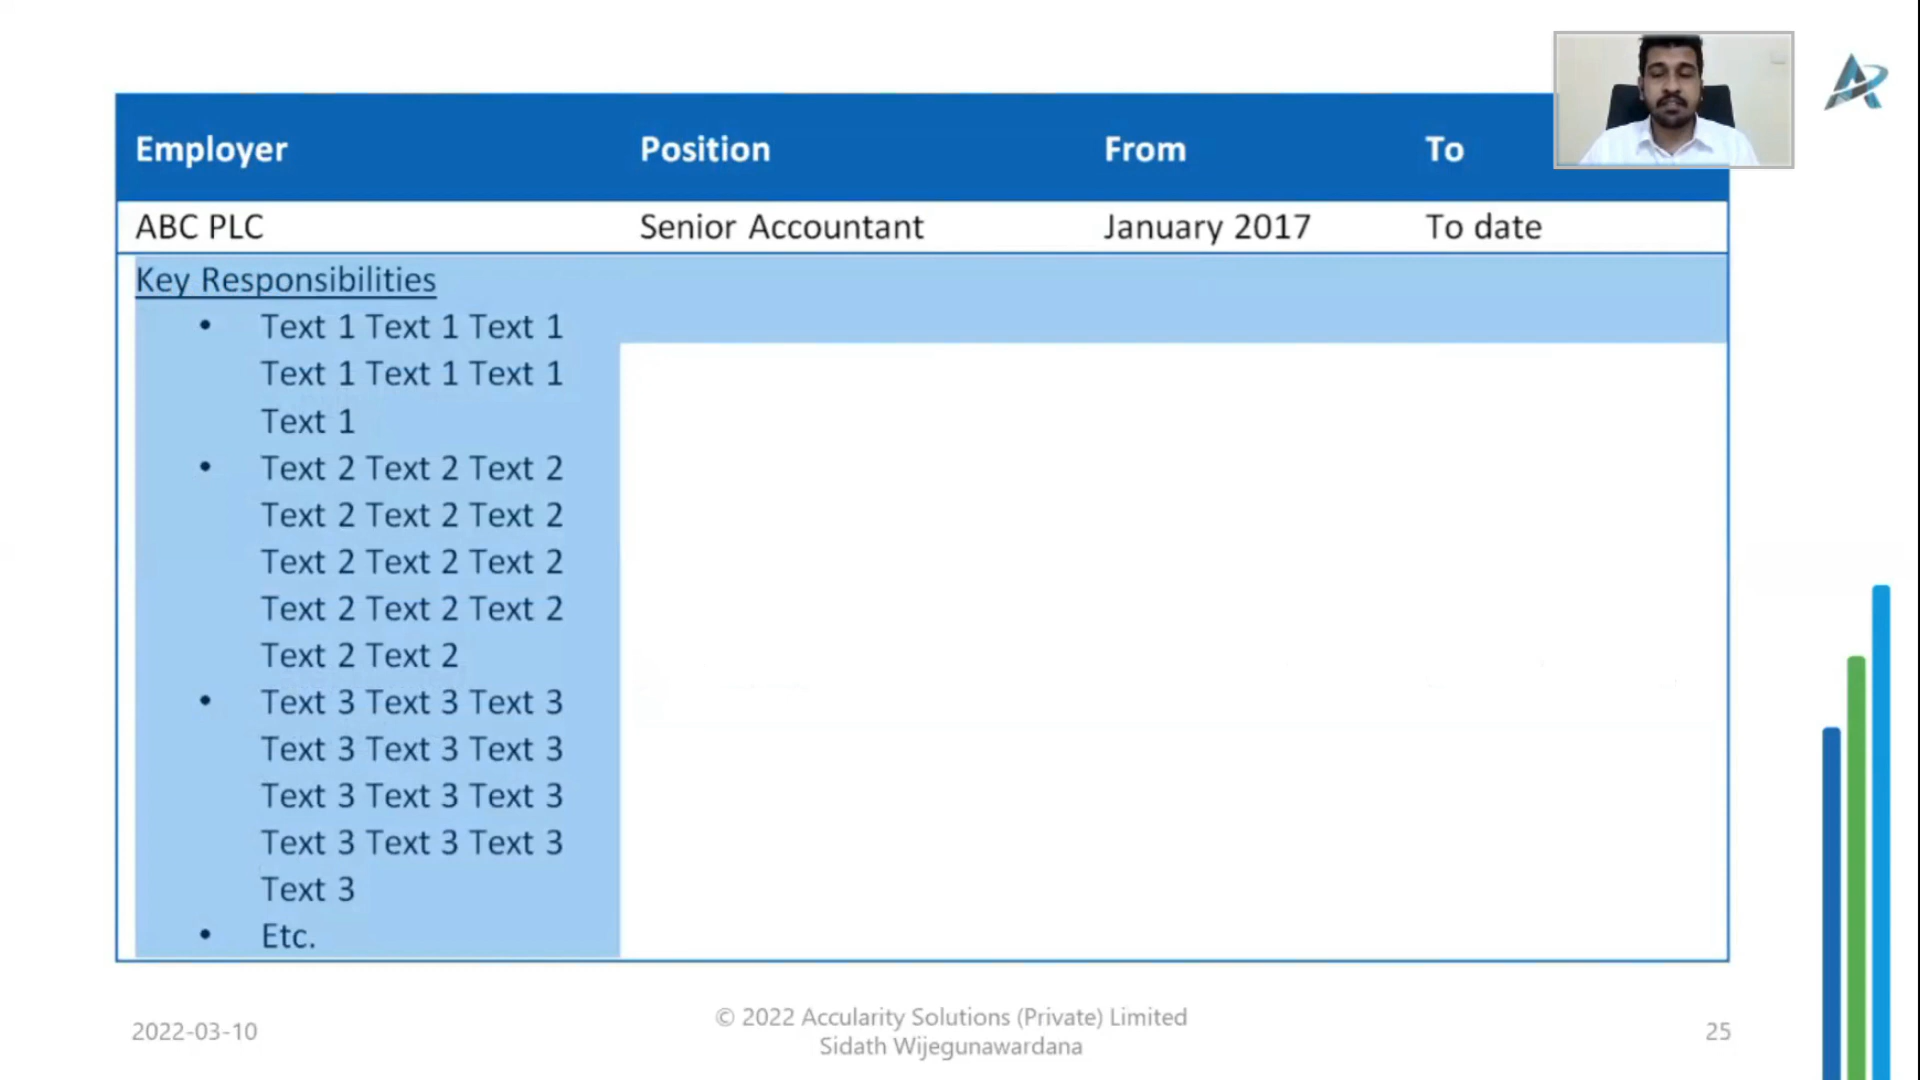 Employer Position From To
ABC PLC Senior Accountant January 2017 To date
Key Responsibilities
• Text 1 Text 1 Text 1
Text 1 Text 1 Text 1
Text 1
• Text 2 Text 2 Text 2
Text 2 Text 2 Text 2
Text 2 Text 2 Text 2
Text 2 Text 2 Text 2
Text 2 Text 2
• Text 3 Text 3 Text 3
Text 3 Text 3 Text 3
Text 3 Text 3 Text 3
Text 3 Text 3 Text 3
Text 3
• Etc.
2022-03-10
© 2022 Accularity Solutions (Private) Limited
Sidath Wijegunawardana
25